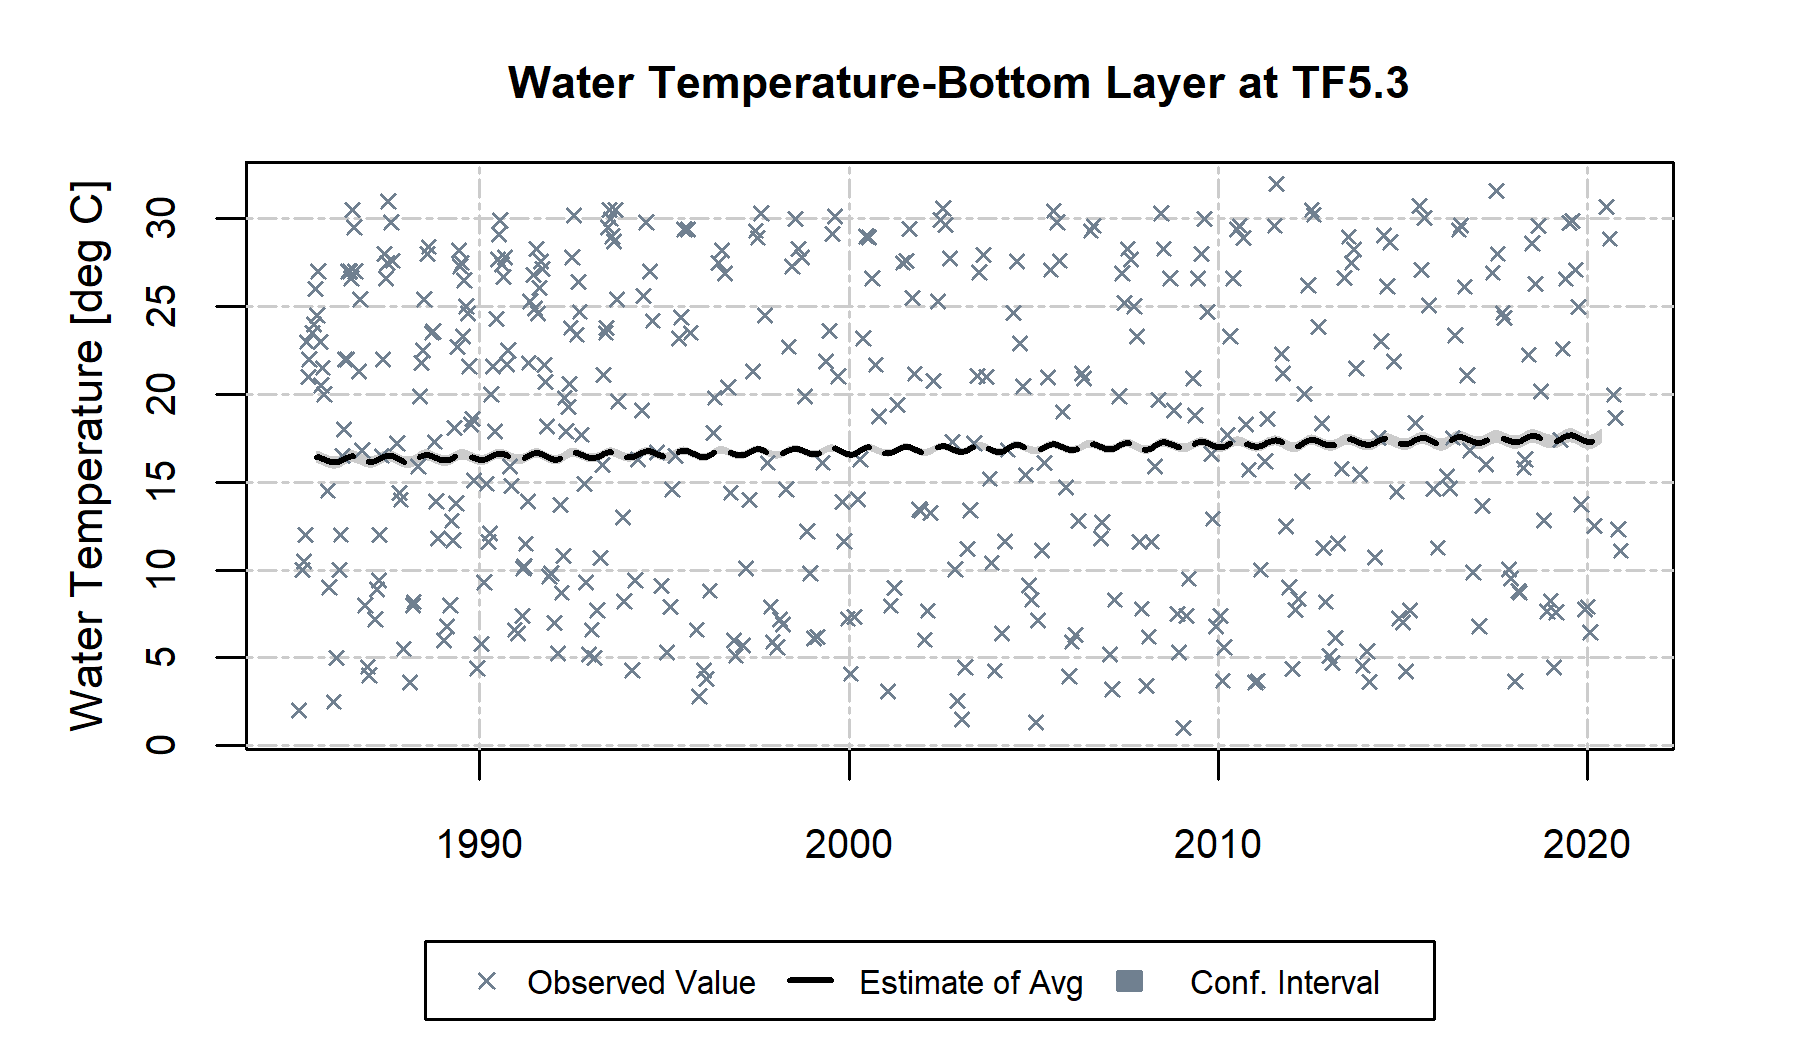 Water Temperature-Bottom Layer at TF5.3
Water Temperature [deg C]
30
25
20
15
10
5
0
1990 2000 2010 2020
Observed Value Estimate of Avg Conf. Interval